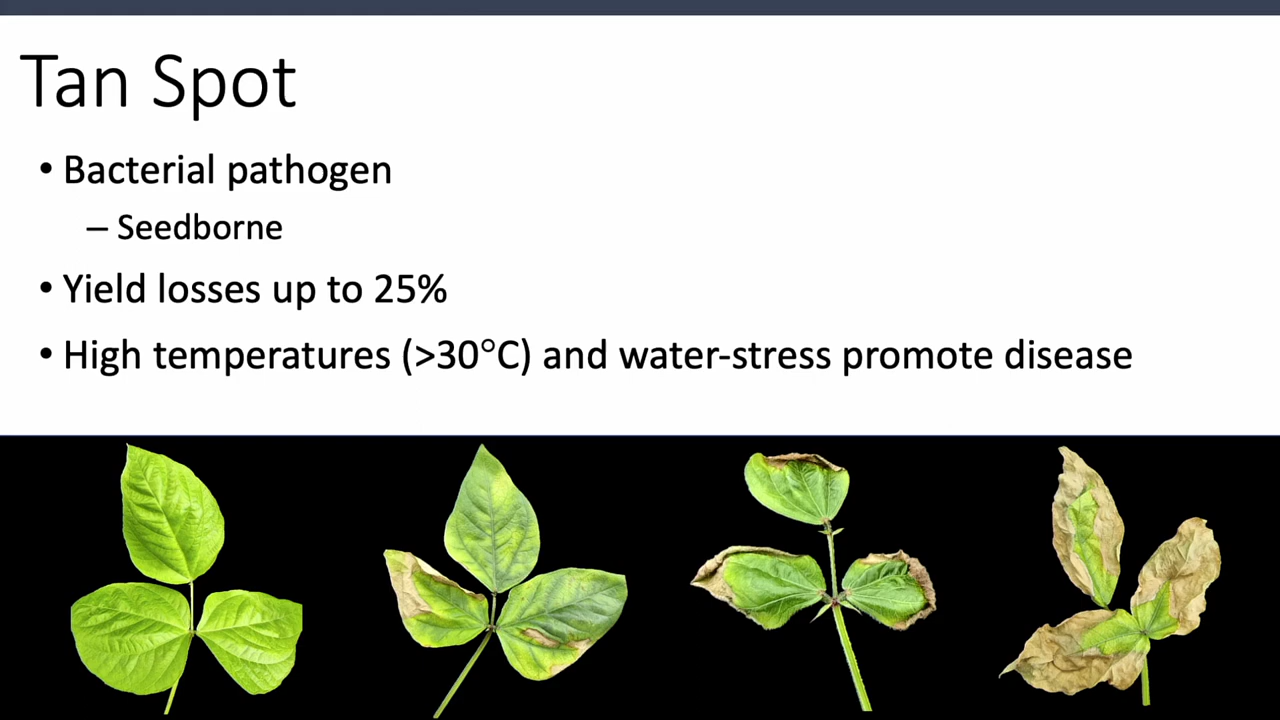 Tan Spot
• Bacterial pathogen
– Seedborne
• Yield losses up to 25%
• High temperatures (>30°C) and water-stress promote disease